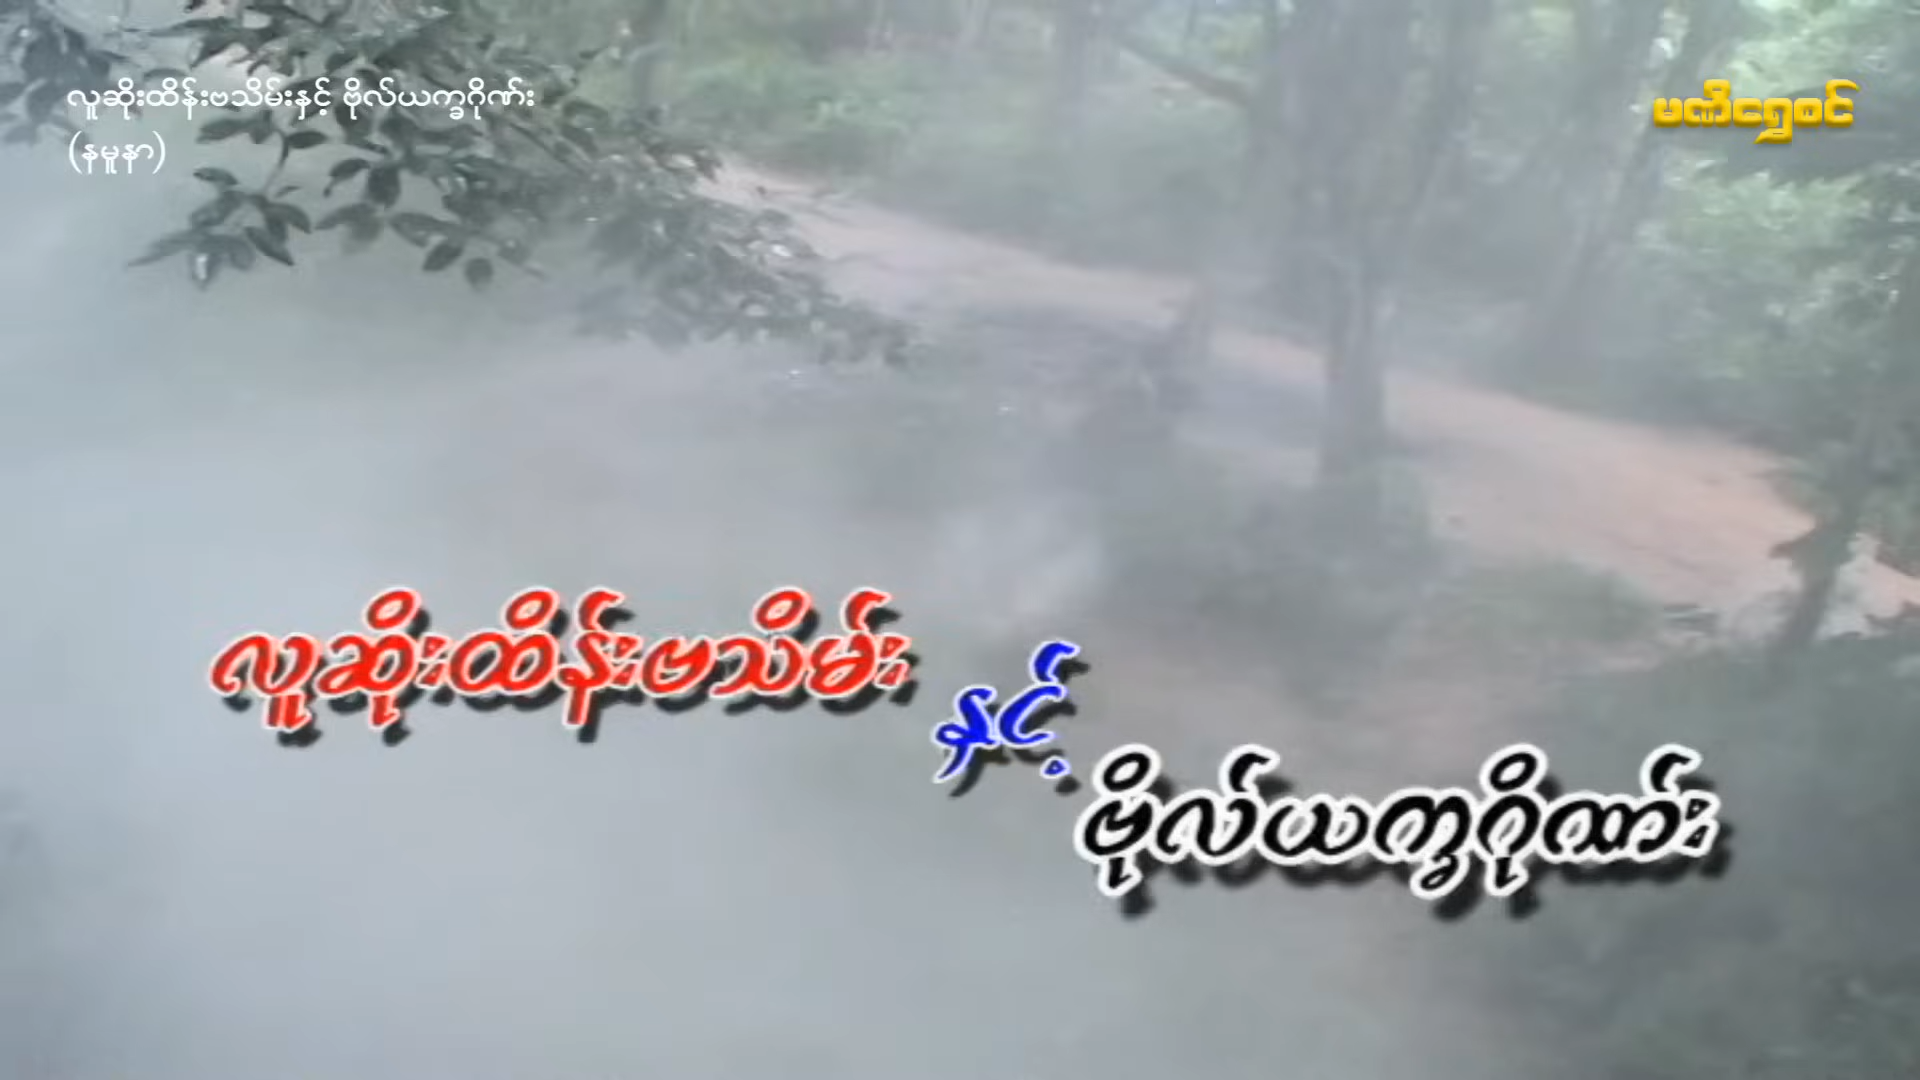 လူဆိုးထိန်းဗသိမ်းနှင့် ဗိုလ်ယက္ခဂိုဏ်း
(နမူနာ)
မဏိရွှေစင်
လူဆိုးထိန်းဗသိမ်း
နှင့်
ဗိုလ်ယက္ခဂိုဏ်း